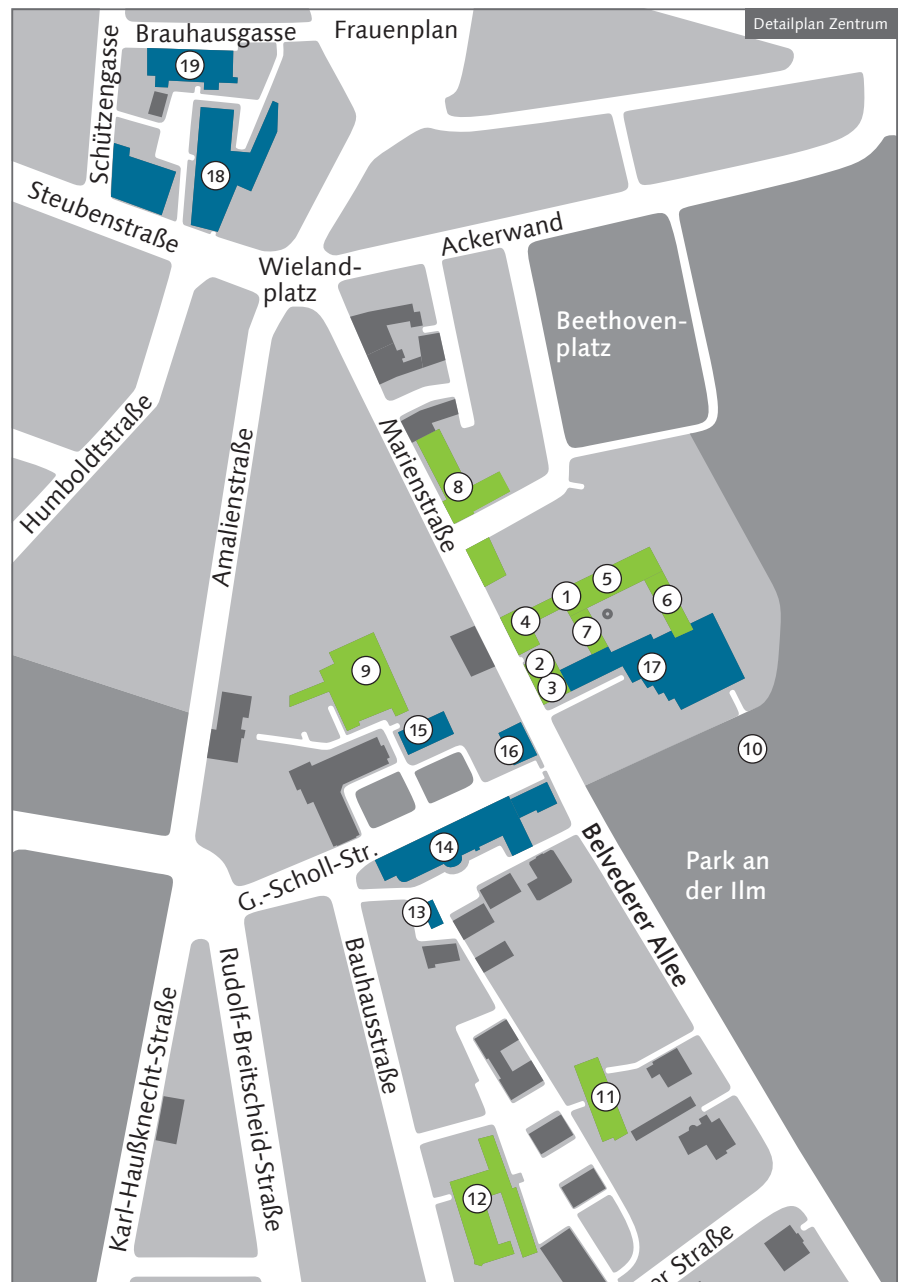 Detailplan Zentrum
Brauhausgasse
Frauenplan
19
Schützengasse
18
Steubenstraße
Ackerwand
Wieland-
platz
Beethoven-
platz
Humboldtstraße
Amalienstraße
Marienstraße
8
5
1
6
4
7
2
3
17
9
15
16
10
14
G.-Scholl-Str.
13
Belvederer Allee
Park an
der Ilm
Bauhausstraße
Rudolf-Breitscheid-Straße
Karl-Haußknecht-Straße
11
12
er Straße